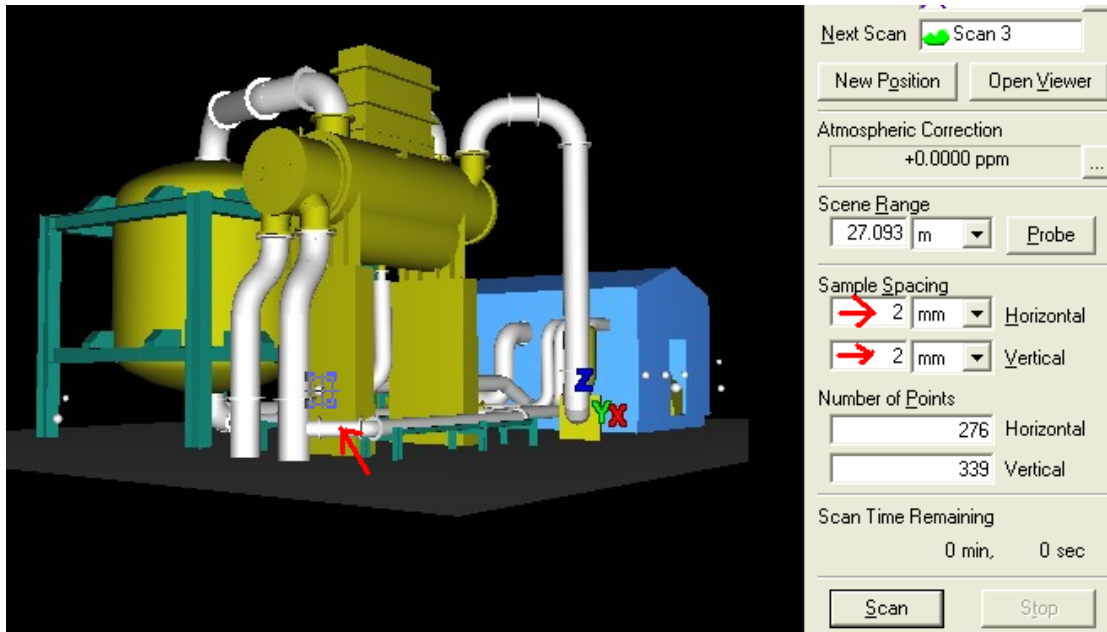 Next Scan Scan 3
New Position Open Viewer
Atmospheric Correction
+0.0000 ppm ...
Scene Range
27.093 m Probe
Sample Spacing
2 mm Horizontal
2 mm Vertical
Number of Points
276 Horizontal
339 Vertical
Scan Time Remaining
0 min, 0 sec
Scan Stop
Z
Y X